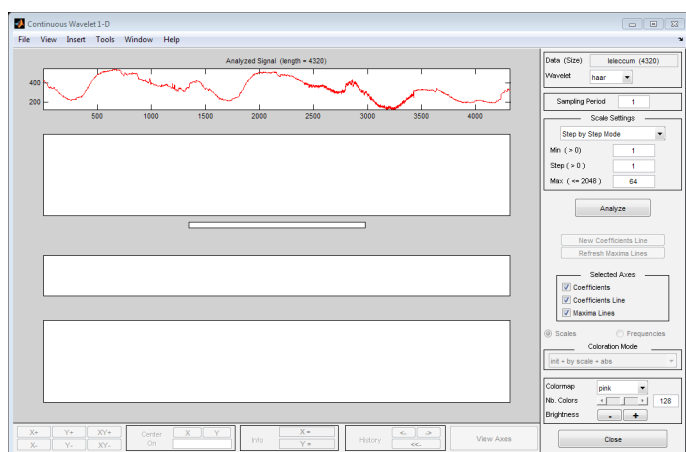 Continuous Wavelet 1-D
File View Insert Tools Window Help
Analyzed Signal (length = 4320)
400
200
500 1000 1500 2000 2500 3000 3500 4000
Data (Size) leleccum (4320)
Wavelet haar
Sampling Period 1
Scale Settings
Step by Step Mode
Min ( > 0) 1
Step ( > 0 ) 1
Max ( <= 2048 ) 64
Analyze
New Coefficients Line
Refresh Maxima Lines
Selected Axes
Coefficients
Coefficients Line
Maxima Lines
Scales Frequencies
Coloration Mode
init + by scale + abs
Colormap pink
Nb. Colors 128
Brightness - +
X+ Y+ XY+
X- Y- XY-
Center On X Y
Info X = Y =
History <- -> <<-
View Axes
Close